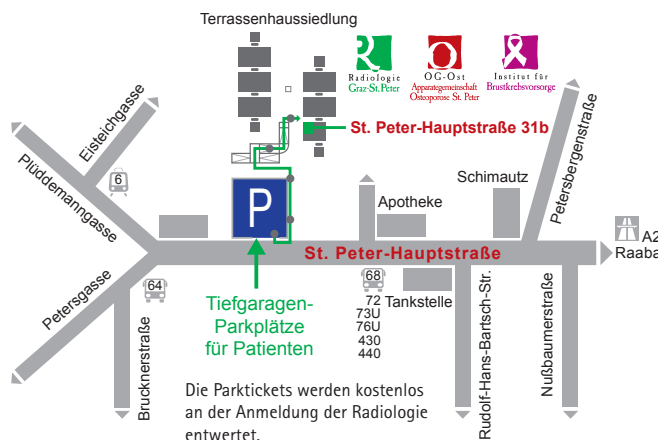 Terrassenhaussiedlung
R
Radiologie
Graz-St.Peter
O
OG-Ost
Apparategemeinschaft
Osteoporose St. Peter
Institut für
Brustkrebsvorsorge
St. Peter-Hauptstraße 31b
Eisteichgasse
Plüddemanngasse
6
Petersbergenstraße
Schimautz
Apotheke
P
A2
Raaba
St. Peter-Hauptstraße
Petersgasse
64
Brucknerstraße
Tiefgaragen-
Parkplätze
für Patienten
68
72
73U
76U
430
440
Tankstelle
Rudolf-Hans-Bartsch-Str.
Nußbaumerstraße
Die Parktickets werden kostenlos
an der Anmeldung der Radiologie
entwertet.